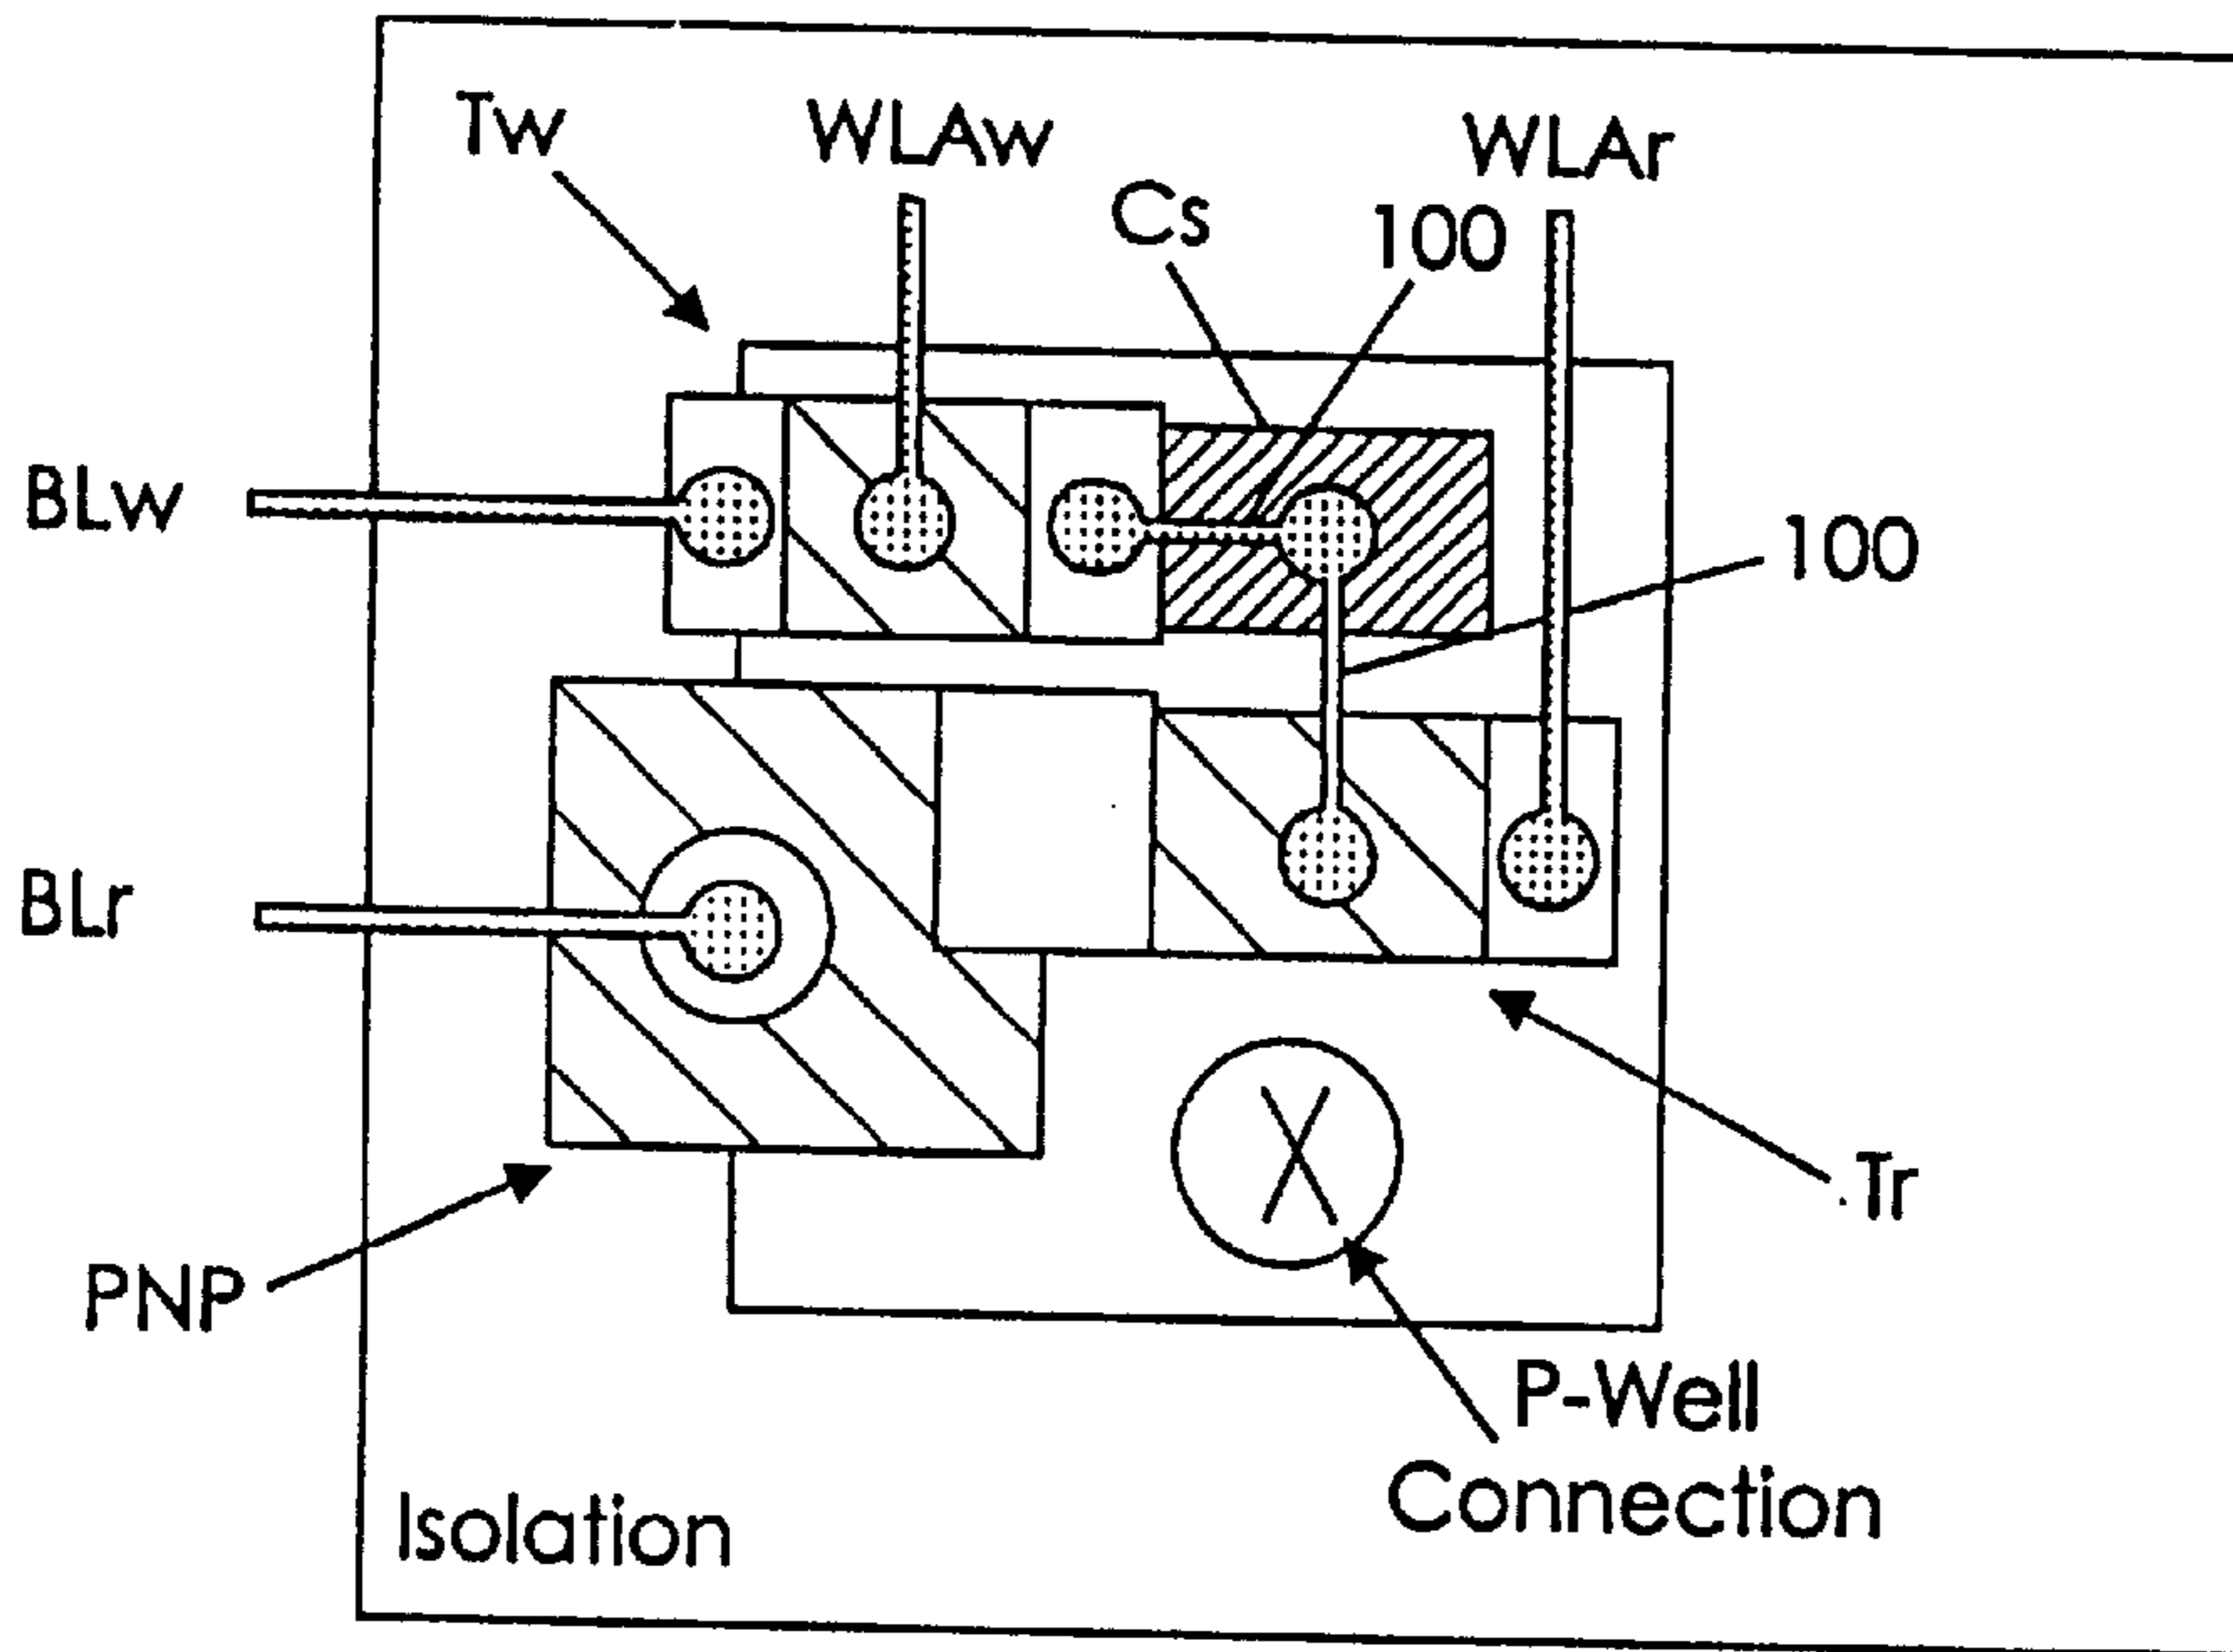 Tw
WLAw
WLAr
Cs
100
BLw
100
BLr
Tr
PNP
P-Well
Connection
Isolation